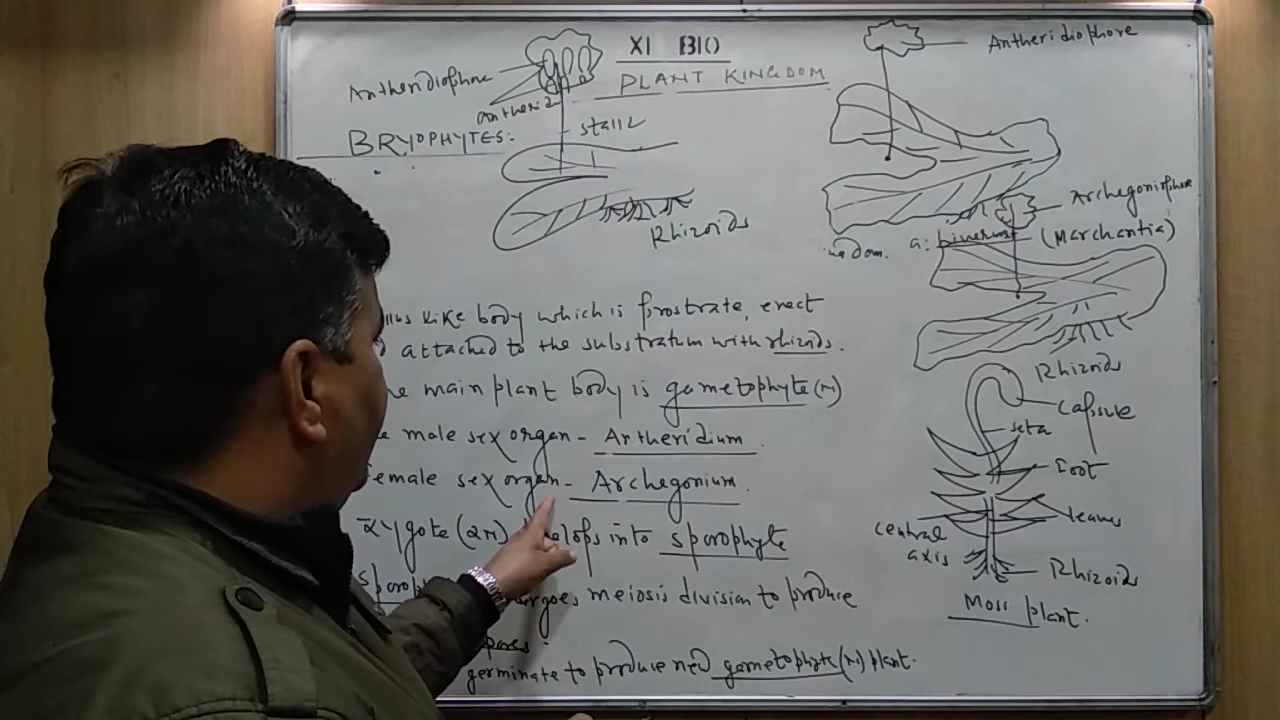 XI BIO
PLANT KINGDOM
Antheridiophore
Antheridia
stalk
BRYOPHYTES:
Rhizoids
Antheridiophore
Archegoniophore
a: Liverwort (Marchantia)
Rhizoids
like body which is prostrate, erect
attached to the substratum with rhizoids.
main plant body is gametophyte (n)
male sex organ - Antheridium.
Female sex organ - Archegonium.
Zygote (2n) develops into sporophyte
meiosis division to produce
germinate to produce new gametophyte (n) plant.
Capsule
seta
Foot
leaves
central
axis
Rhizoids
Moss plant.